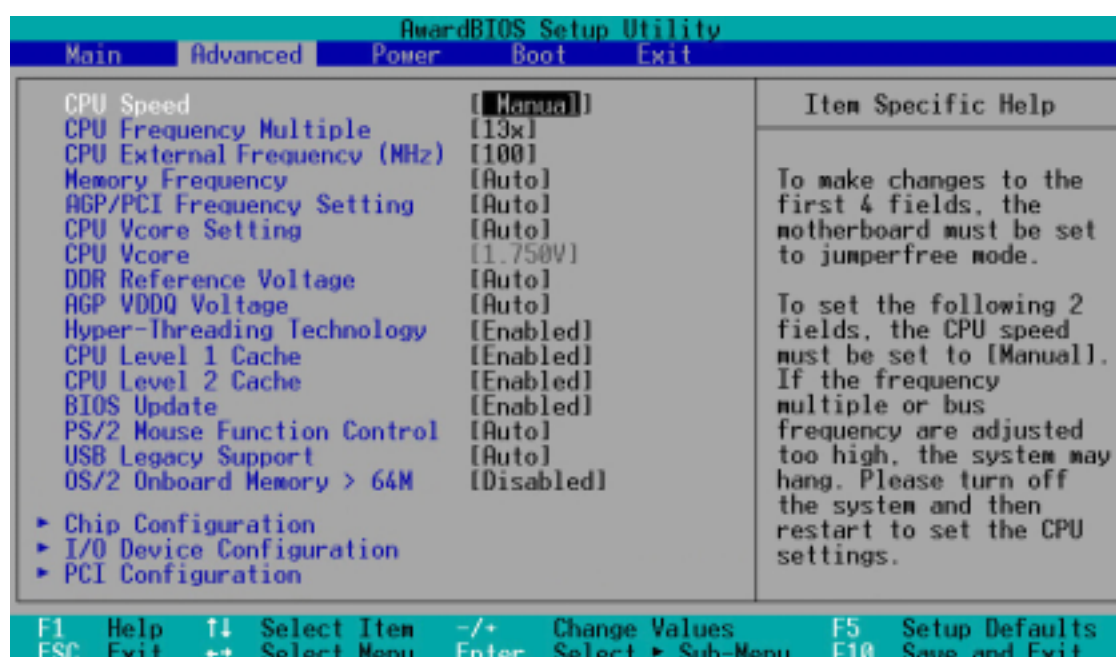 AwardBIOS Setup Utility
Main Advanced Power Boot Exit
CPU Speed [ Manual]
CPU Frequency Multiple [13x]
CPU External Frequency (MHz) [100]
Memory Frequency [Auto]
AGP/PCI Frequency Setting [Auto]
CPU Vcore Setting [Auto]
CPU Vcore [1.750V]
DDR Reference Voltage [Auto]
AGP VDDQ Voltage [Auto]
Hyper-Threading Technology [Enabled]
CPU Level 1 Cache [Enabled]
CPU Level 2 Cache [Enabled]
BIOS Update [Enabled]
PS/2 Mouse Function Control [Auto]
USB Legacy Support [Auto]
OS/2 Onboard Memory > 64M [Disabled]
► Chip Configuration
► I/O Device Configuration
► PCI Configuration
Item Specific Help
To make changes to the
first 4 fields, the
motherboard must be set
to jumperfree mode.
To set the following 2
fields, the CPU speed
must be set to [Manual].
If the frequency
multiple or bus
frequency are adjusted
too high, the system may
hang. Please turn off
the system and then
restart to set the CPU
settings.
F1 Help ↑↓ Select Item -/+ Change Values F5 Setup Defaults
ESC Exit ←→ Select Menu Enter Select ► Sub-Menu F10 Save and Exit